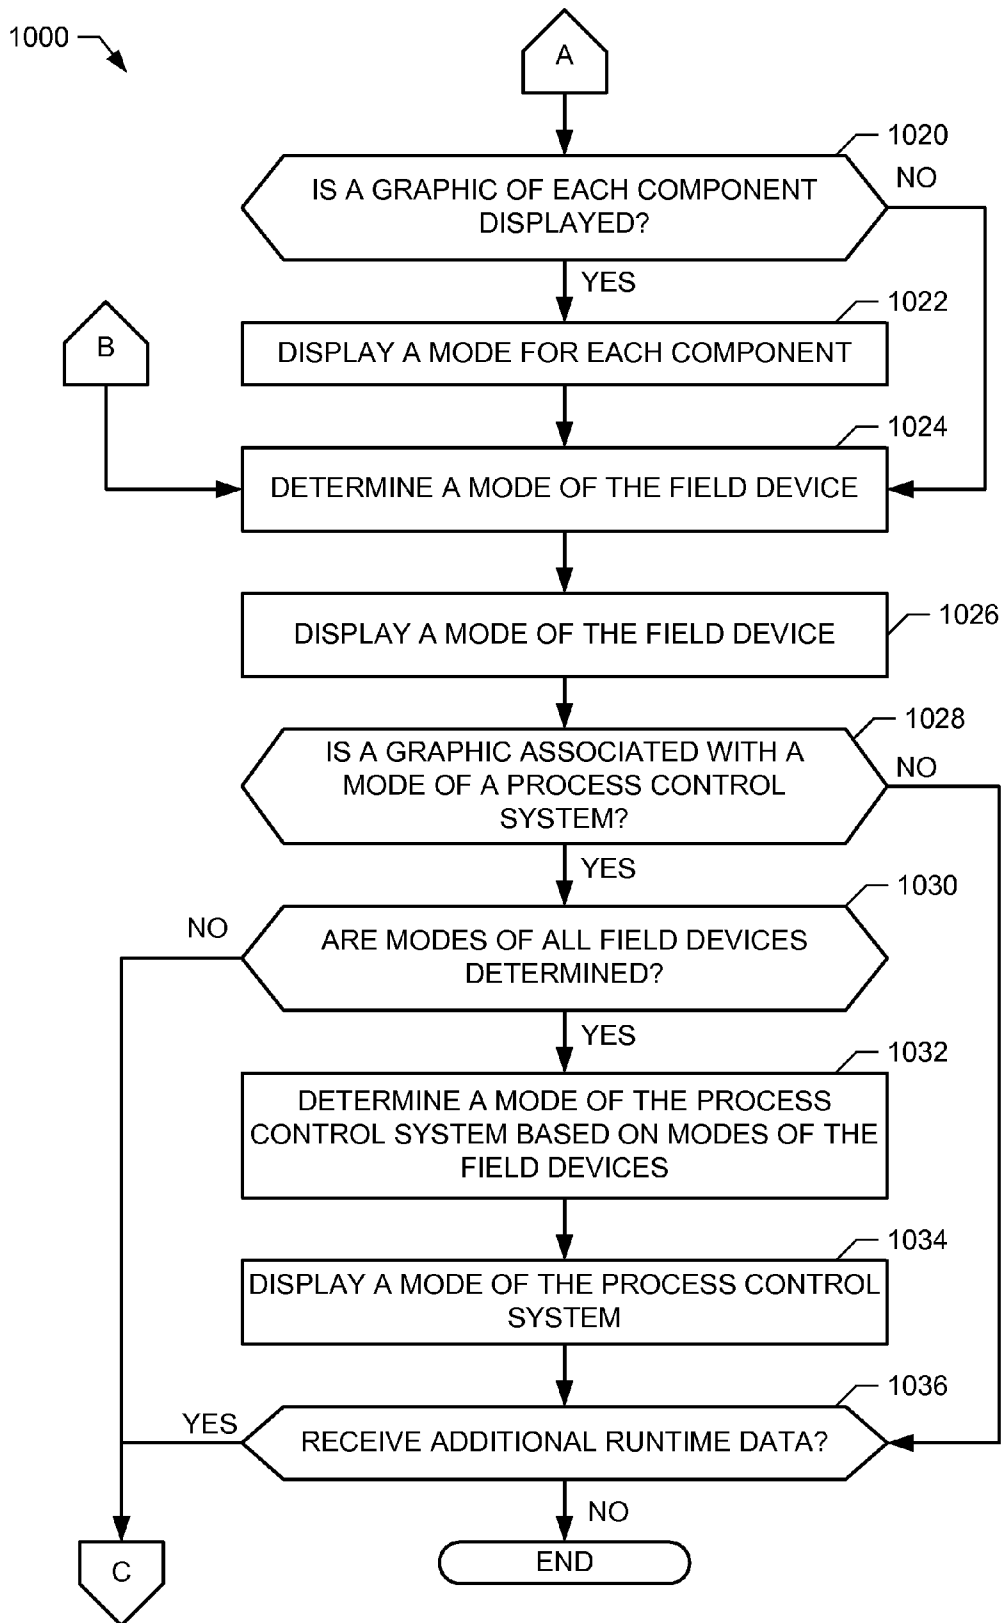 1000
A
1020
IS A GRAPHIC OF EACH COMPONENT
DISPLAYED?
NO
YES
1022
B
DISPLAY A MODE FOR EACH COMPONENT
1024
DETERMINE A MODE OF THE FIELD DEVICE
1026
DISPLAY A MODE OF THE FIELD DEVICE
1028
IS A GRAPHIC ASSOCIATED WITH A
MODE OF A PROCESS CONTROL
SYSTEM?
NO
YES
1030
NO
ARE MODES OF ALL FIELD DEVICES
DETERMINED?
YES
1032
DETERMINE A MODE OF THE PROCESS
CONTROL SYSTEM BASED ON MODES OF THE
FIELD DEVICES
1034
DISPLAY A MODE OF THE PROCESS CONTROL
SYSTEM
1036
YES
RECEIVE ADDITIONAL RUNTIME DATA?
NO
C
END